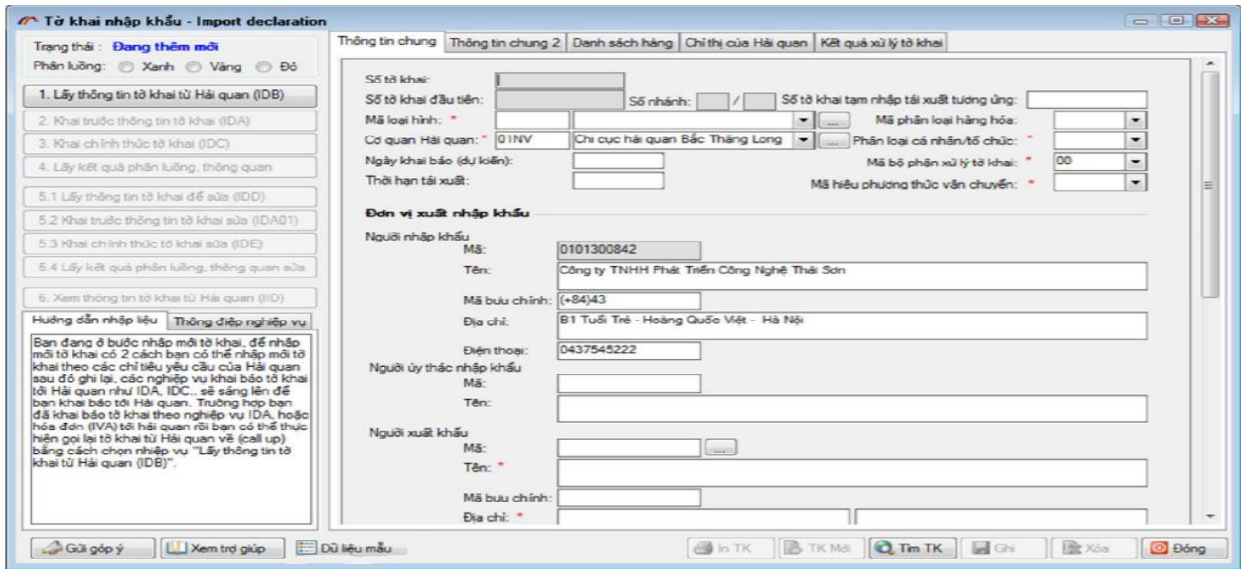 Tờ khai nhập khẩu - Import declaration
Trạng thái : Đang thêm mới
Phân luồng: Xanh Vàng Đỏ
1. Lấy thông tin tờ khai từ Hải quan (IDB)
2. Khai trước thông tin tờ khai (IDA)
3. Khai chính thức tờ khai (IDC)
4. Lấy kết quả phân luồng, thông quan
5.1 Lấy thông tin tờ khai để sửa (IDD)
5.2 Khai trước thông tin tờ khai sửa (IDA01)
5.3 Khai chính thức tờ khai sửa (IDE)
5.4 Lấy kết quả phân luồng, thông quan sửa
6. Xem thông tin tờ khai từ Hải quan (IID)
Hướng dẫn nhập liệu Thông điệp nghiệp vụ
Bạn đang ở bước nhập mới tờ khai, để nhập
mới tờ khai có 2 cách bạn có thể nhập mới tờ
khai theo các chỉ tiêu yêu cầu của Hải quan
sau đó ghi lại, các nghiệp vụ khai báo tờ khai
tới Hải quan như IDA, IDC.. sẽ sáng lên để
bạn khai báo tới Hải quan. Trường hợp bạn
đã khai báo tờ khai theo nghiệp vụ IDA, hoặc
hóa đơn (IVA) tới hải quan rồi bạn có thể thực
hiện gọi lại tờ khai từ Hải quan về (call up)
bằng cách chọn nhiệp vụ "Lấy thông tin tờ
khai từ Hải quan (IDB)".
Thông tin chung Thông tin chung 2 Danh sách hàng Chỉ thị của Hải quan Kết quả xử lý tờ khai
Số tờ khai:
Số tờ khai đầu tiên: Số nhánh: / Số tờ khai tạm nhập tái xuất tương ứng:
Mã loại hình: * ... Mã phân loại hàng hóa:
Cơ quan Hải quan: * 01NV Chi cục hải quan Bắc Thăng Long ... Phân loại cá nhân/tổ chức: *
Ngày khai báo (dự kiến): Mã bộ phận xử lý tờ khai: * 00
Thời hạn tái xuất: Mã hiệu phương thức vận chuyển: *
Đơn vị xuất nhập khẩu
Người nhập khẩu
Mã: 0101300842
Tên: Công ty TNHH Phát Triển Công Nghệ Thái Sơn
Mã bưu chính: (+84)43
Địa chỉ: B1 Tuổi Trẻ - Hoàng Quốc Việt - Hà Nội
Điện thoại: 0437545222
Người ủy thác nhập khẩu
Mã:
Tên:
Người xuất khẩu
Mã: ...
Tên: *
Mã bưu chính:
Địa chỉ: *
Gửi góp ý Xem trợ giúp Dữ liệu mẫu In TK TK Mới Tìm TK Ghi Xóa Đóng